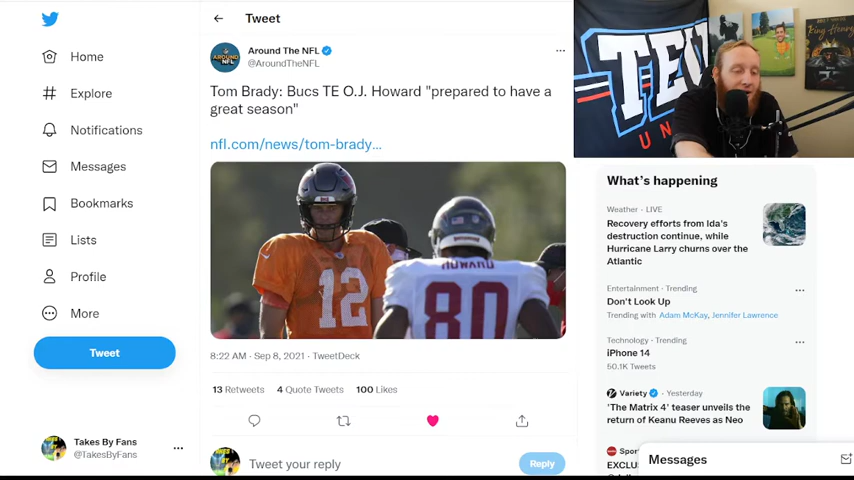 Home
Explore
Notifications
Messages
Bookmarks
Lists
Profile
More
Tweet
Takes By Fans
@TakesByFans
Tweet
Around The NFL
@AroundTheNFL
Tom Brady: Bucs TE O.J. Howard "prepared to have a
great season"
nfl.com/news/tom-brady...
12
HOWARD
80
8:22 AM · Sep 8, 2021 · TweetDeck
13 Retweets 4 Quote Tweets 100 Likes
Tweet your reply
Reply
King Henry
What's happening
Weather · LIVE
Recovery efforts from Ida's
destruction continue, while
Hurricane Larry churns over the
Atlantic
Entertainment · Trending
Don't Look Up
Trending with Adam McKay, Jennifer Lawrence
Technology · Trending
iPhone 14
50.1K Tweets
Variety · Yesterday
'The Matrix 4' teaser unveils the
return of Keanu Reeves as Neo
Messages